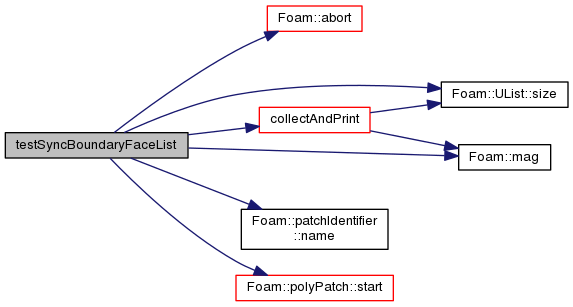 Foam::abort
Foam::UList::size
collectAndPrint
testSyncBoundaryFaceList
Foam::mag
Foam::patchIdentifier
::name
Foam::polyPatch::start